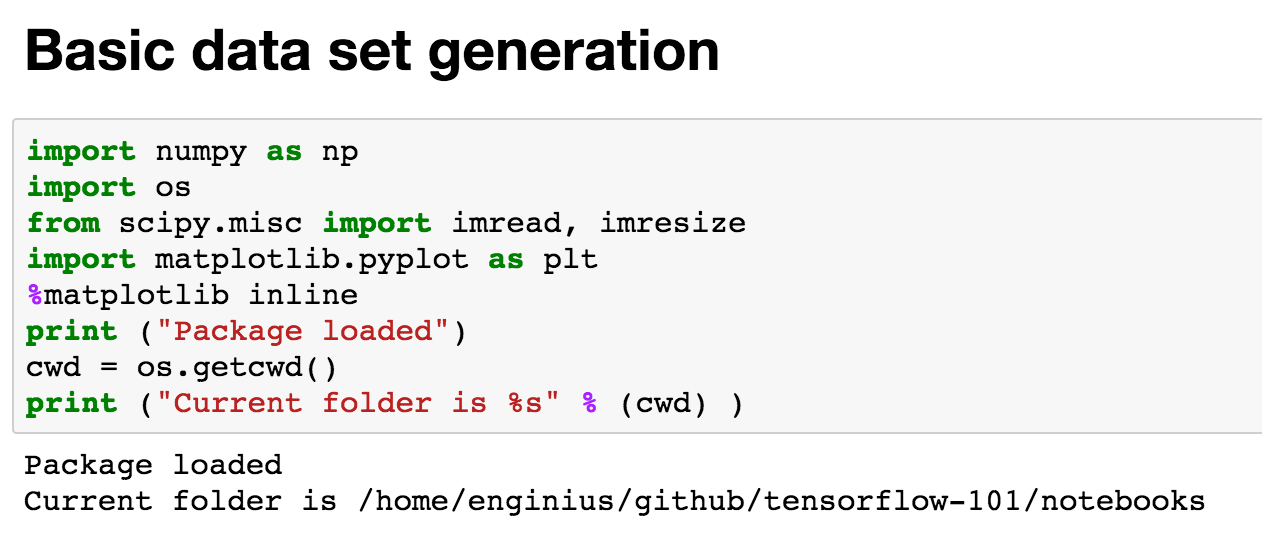 Basic data set generation
import numpy as np
import os
from scipy.misc import imread, imresize
import matplotlib.pyplot as plt
%matplotlib inline
print ("Package loaded")
cwd = os.getcwd()
print ("Current folder is %s" % (cwd) )
Package loaded
Current folder is /home/enginius/github/tensorflow-101/notebooks